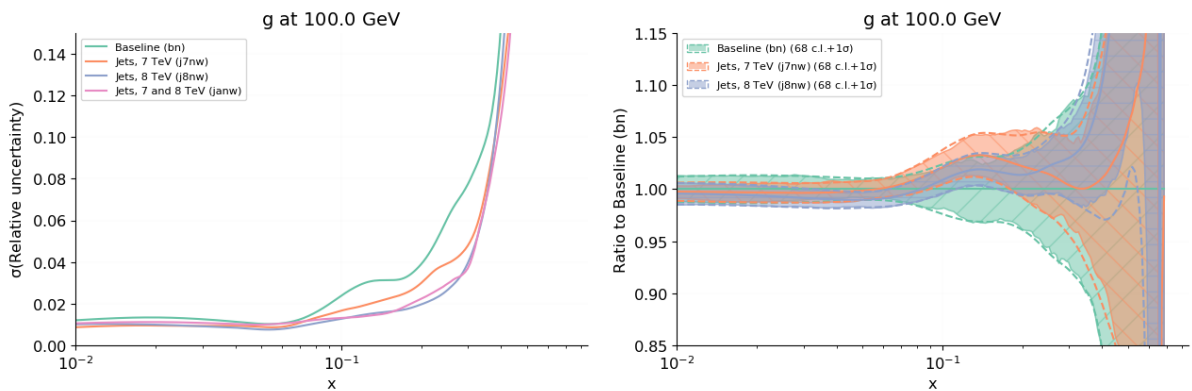 g at 100.0 GeV
σ(Relative uncertainty)
0.14
0.12
0.10
0.08
0.06
0.04
0.02
0.00
Baseline (bn)
Jets, 7 TeV (j7nw)
Jets, 8 TeV (j8nw)
Jets, 7 and 8 TeV (janw)
10⁻²
10⁻¹
x
g at 100.0 GeV
Ratio to Baseline (bn)
1.15
1.10
1.05
1.00
0.95
0.90
0.85
Baseline (bn) (68 c.l.+1σ)
Jets, 7 TeV (j7nw) (68 c.l.+1σ)
Jets, 8 TeV (j8nw) (68 c.l.+1σ)
10⁻²
10⁻¹
x